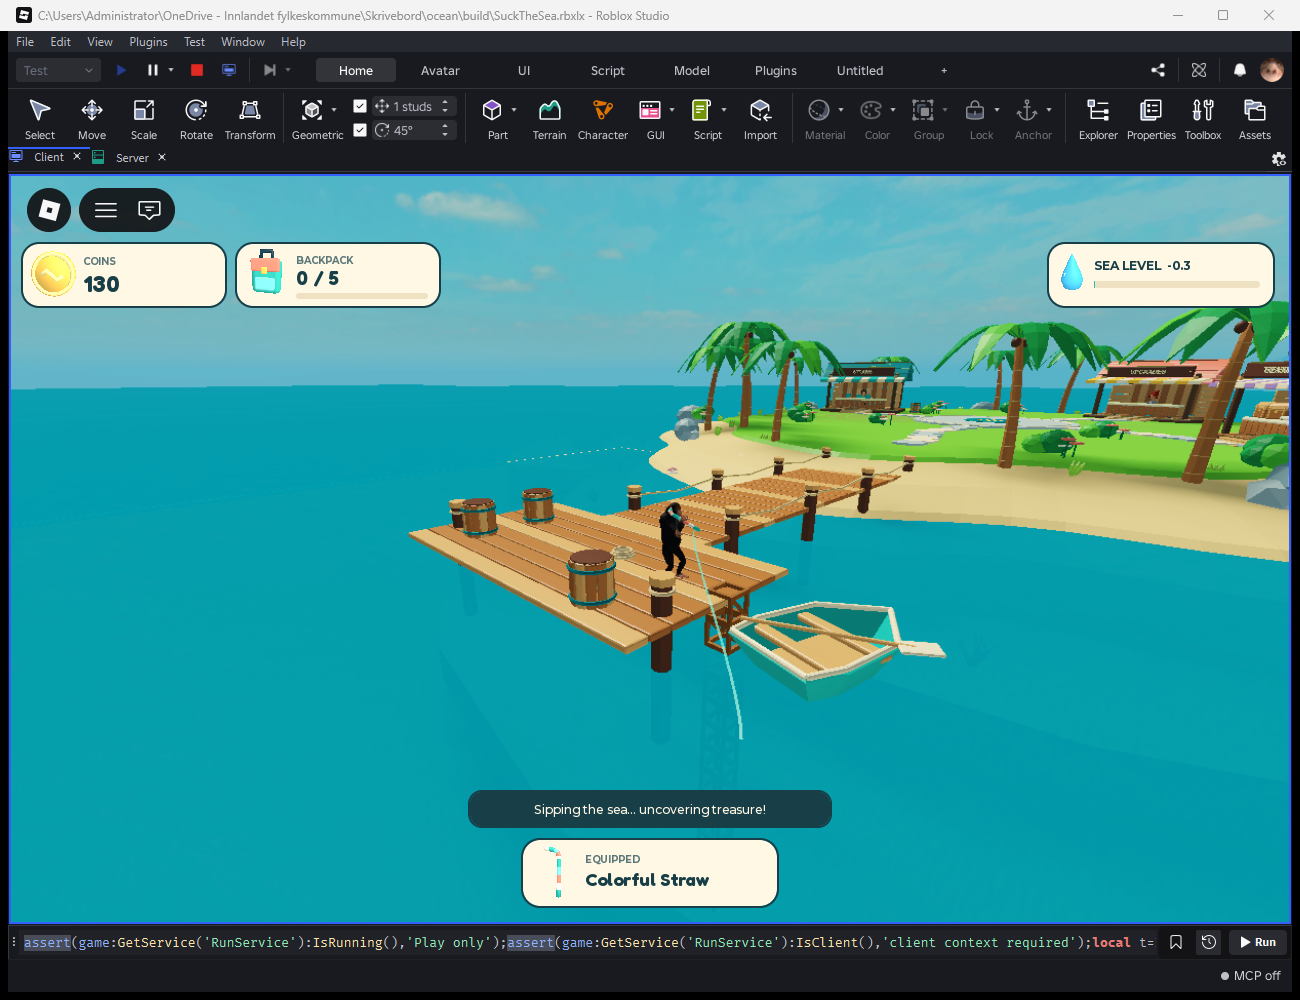 C:\Users\Administrator\OneDrive - Innlandet fylkeskommune\Skrivebord\ocean\build\SuckTheSea.rbxlx - Roblox Studio
File Edit View Plugins Test Window Help
Test Home Avatar UI Script Model Plugins Untitled +
1 studs
45°
Select Move Scale Rotate Transform Geometric Part Terrain Character GUI Script Import Material Color Group Lock Anchor Explorer Properties Toolbox Assets
Client Server
COINS
130
BACKPACK
0 / 5
SEA LEVEL -0.3
UPGRADES
Sipping the sea... uncovering treasure!
EQUIPPED
Colorful Straw
assert(game:GetService('RunService'):IsRunning(),'Play only');assert(game:GetService('RunService'):IsClient(),'client context required');local t=
Run
MCP off